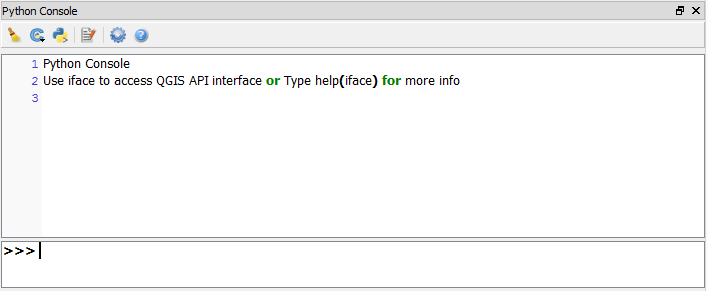 Python Console
1 Python Console
2 Use iface to access QGIS API interface or Type help(iface) for more info
3
>>>